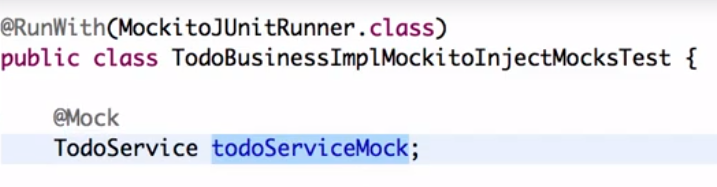 @RunWith(MockitoJUnitRunner.class)
public class TodoBusinessImplMockitoInjectMocksTest {
@Mock
TodoService todoServiceMock;